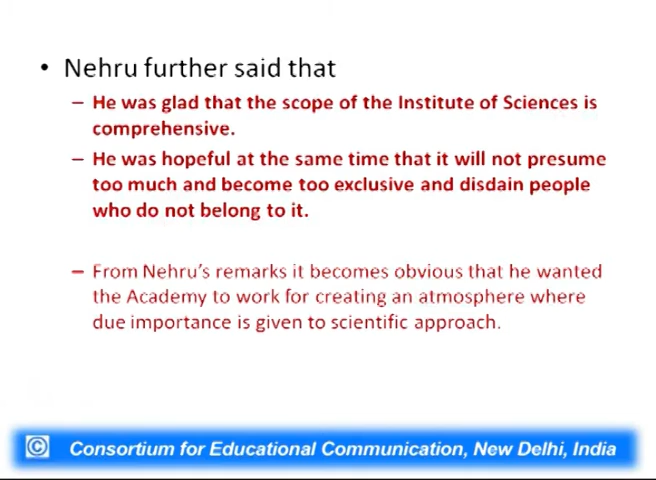 • Nehru further said that
– He was glad that the scope of the Institute of Sciences is
comprehensive.
– He was hopeful at the same time that it will not presume
too much and become too exclusive and disdain people
who do not belong to it.
– From Nehru's remarks it becomes obvious that he wanted
the Academy to work for creating an atmosphere where
due importance is given to scientific approach.
© Consortium for Educational Communication, New Delhi, India